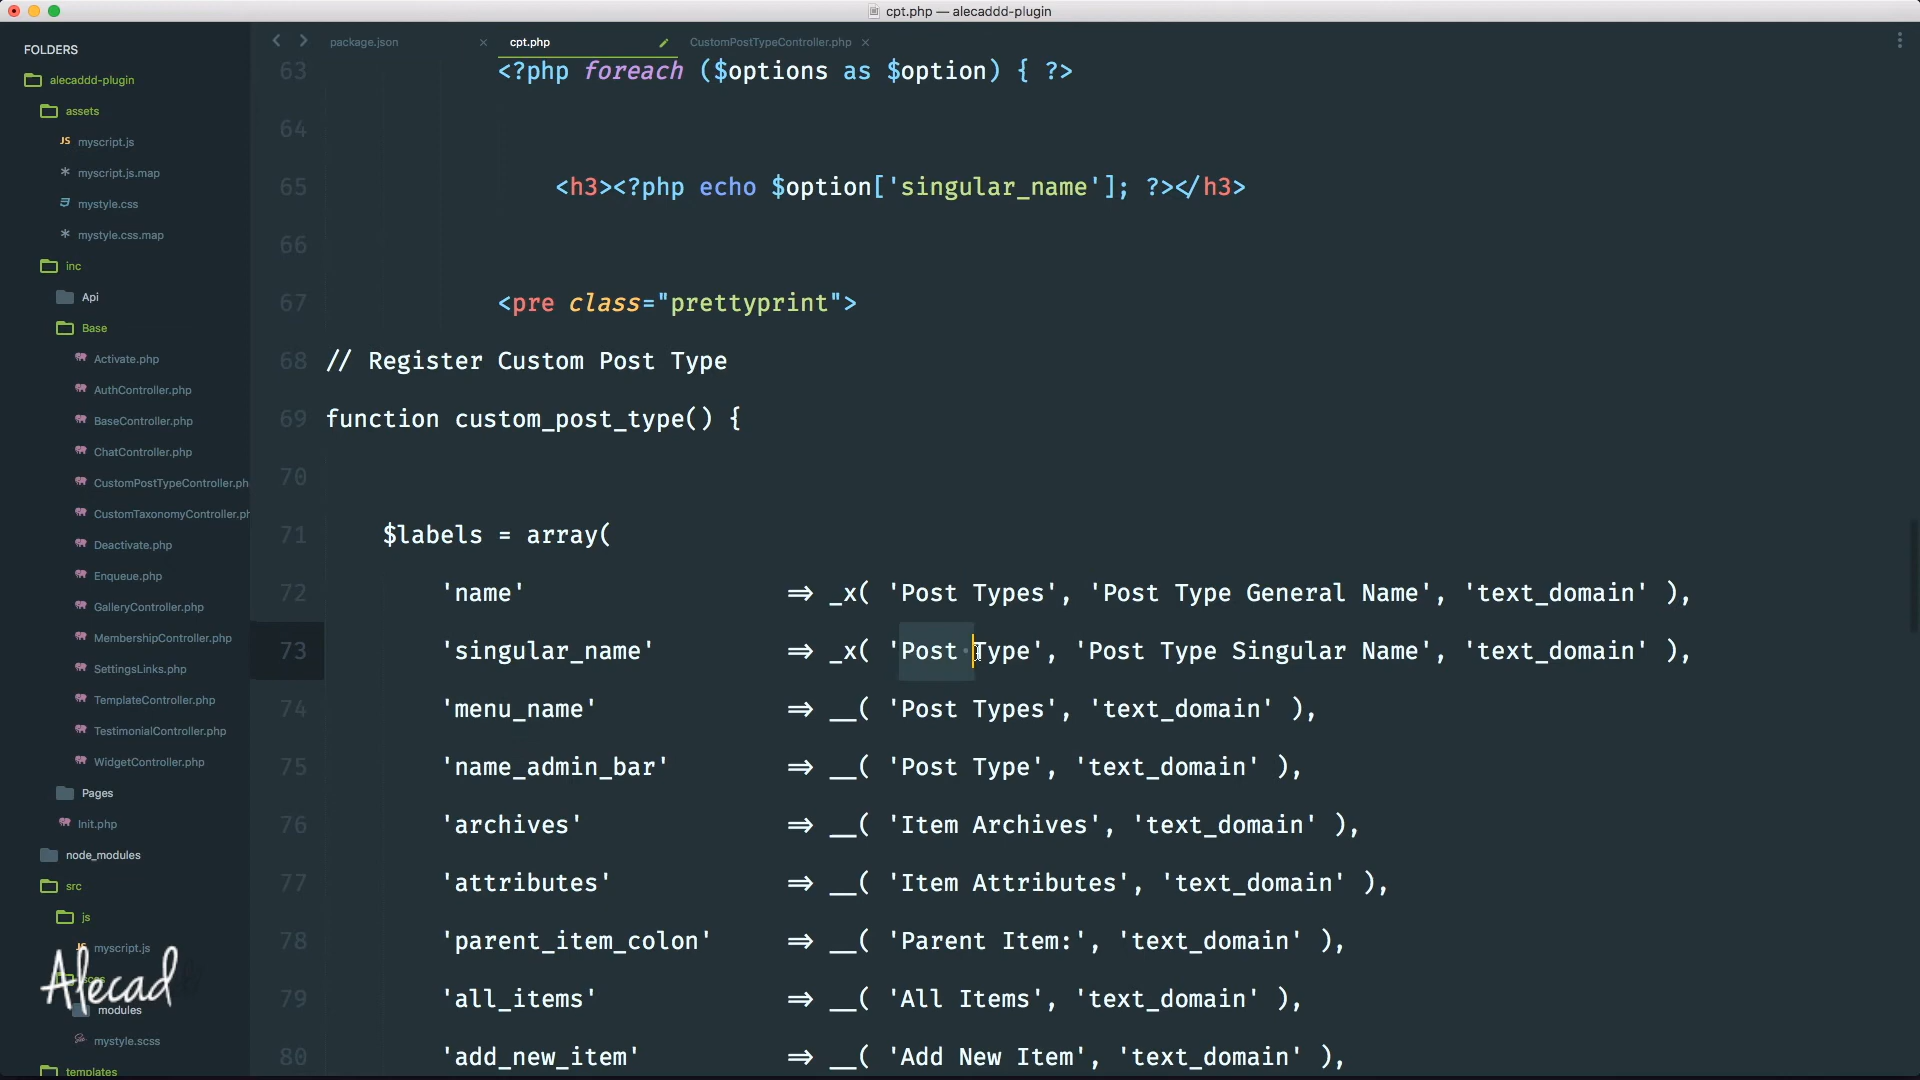 cpt.php — alecaddd-plugin
FOLDERS
alecaddd-plugin
assets
JS myscript.js
* myscript.js.map
mystyle.css
* mystyle.css.map
inc
Api
Base
Activate.php
AuthController.php
BaseController.php
ChatController.php
CustomPostTypeController.ph
CustomTaxonomyController.ph
Deactivate.php
Enqueue.php
GalleryController.php
MembershipController.php
SettingsLinks.php
TemplateController.php
TestimonialController.php
WidgetController.php
Pages
Init.php
node_modules
src
js
myscript.js
modules
mystyle.scss
templates
Alecad
package.json
cpt.php
CustomPostTypeController.php
63 <?php foreach ($options as $option) { ?>
64
65 <h3><?php echo $option['singular_name']; ?></h3>
66
67 <pre class="prettyprint">
68 // Register Custom Post Type
69 function custom_post_type() {
70
71 $labels = array(
72 'name' => _x( 'Post Types', 'Post Type General Name', 'text_domain' ),
73 'singular_name' => _x( 'Post Type', 'Post Type Singular Name', 'text_domain' ),
74 'menu_name' => __( 'Post Types', 'text_domain' ),
75 'name_admin_bar' => __( 'Post Type', 'text_domain' ),
76 'archives' => __( 'Item Archives', 'text_domain' ),
77 'attributes' => __( 'Item Attributes', 'text_domain' ),
78 'parent_item_colon' => __( 'Parent Item:', 'text_domain' ),
79 'all_items' => __( 'All Items', 'text_domain' ),
80 'add_new_item' => __( 'Add New Item', 'text_domain' ),